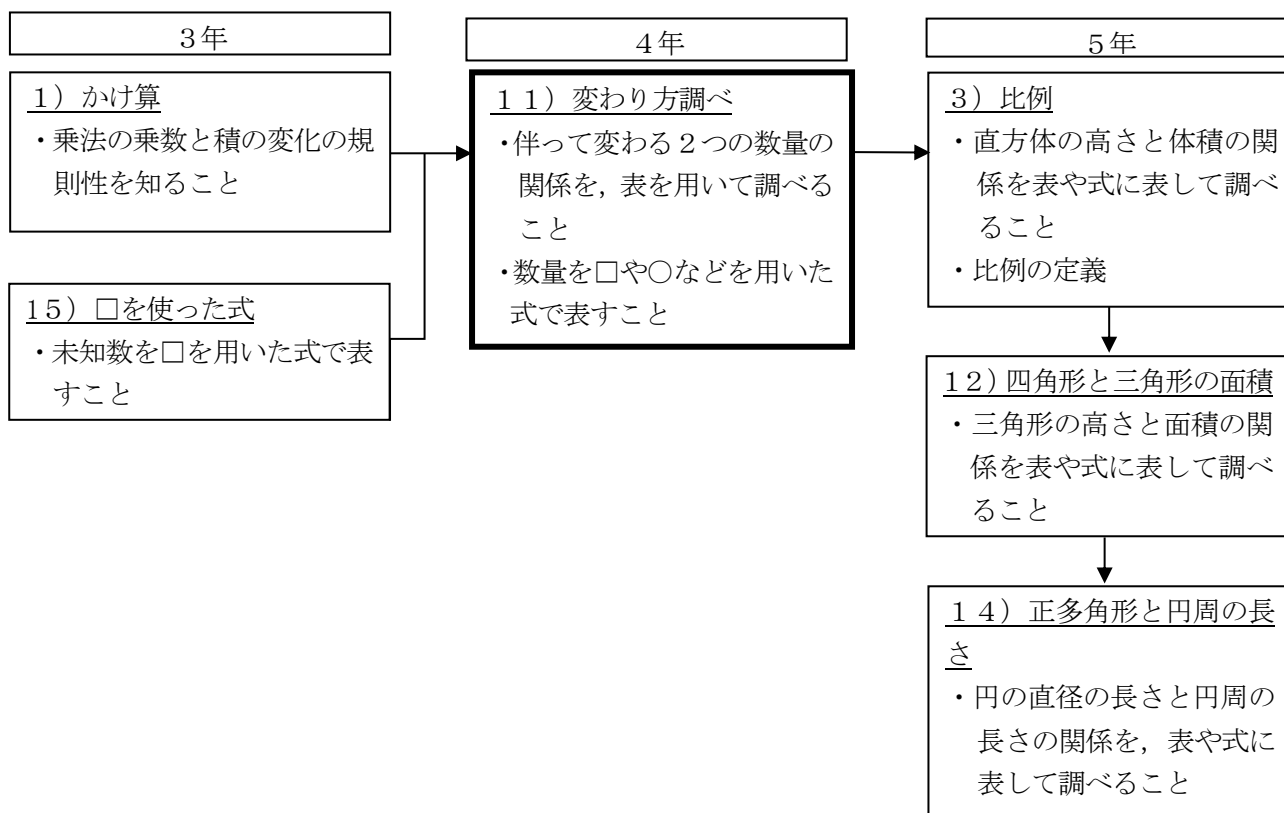 3年
1)かけ算
・乗法の乗数と積の変化の規
則性を知ること
15)□を使った式
・未知数を□を用いた式で表
すこと
4年
11)変わり方調べ
・伴って変わる2つの数量の
関係を,表を用いて調べる
こと
・数量を□や○などを用いた
式で表すこと
5年
3)比例
・直方体の高さと体積の関
係を表や式に表して調べ
ること
・比例の定義
12)四角形と三角形の面積
・三角形の高さと面積の関
係を表や式に表して調べ
ること
14)正多角形と円周の長
さ
・円の直径の長さと円周の
長さの関係を,表や式に
表して調べること